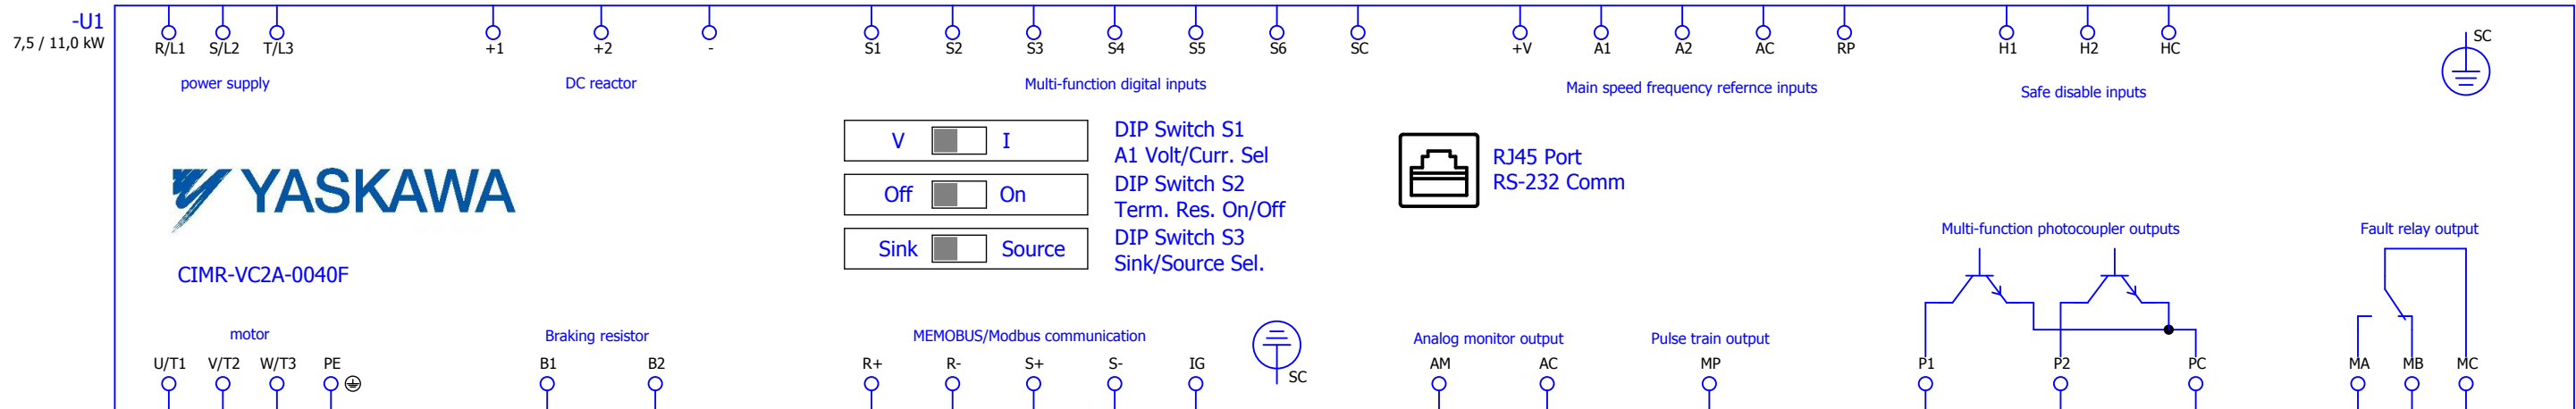 -U1
7,5 / 11,0 kW
R/L1 S/L2 T/L3 +1 +2 - S1 S2 S3 S4 S5 S6 SC +V A1 A2 AC RP H1 H2 HC SC
power supply DC reactor Multi-function digital inputs Main speed frequency refernce inputs Safe disable inputs
V I DIP Switch S1
A1 Volt/Curr. Sel
Off On DIP Switch S2
Term. Res. On/Off
Sink Source DIP Switch S3
Sink/Source Sel.
RJ45 Port
RS-232 Comm
YASKAWA
CIMR-VC2A-0040F
Multi-function photocoupler outputs Fault relay output
motor Braking resistor MEMOBUS/Modbus communication Analog monitor output Pulse train output
U/T1 V/T2 W/T3 PE B1 B2 R+ R- S+ S- IG SC AM AC MP P1 P2 PC MA MB MC